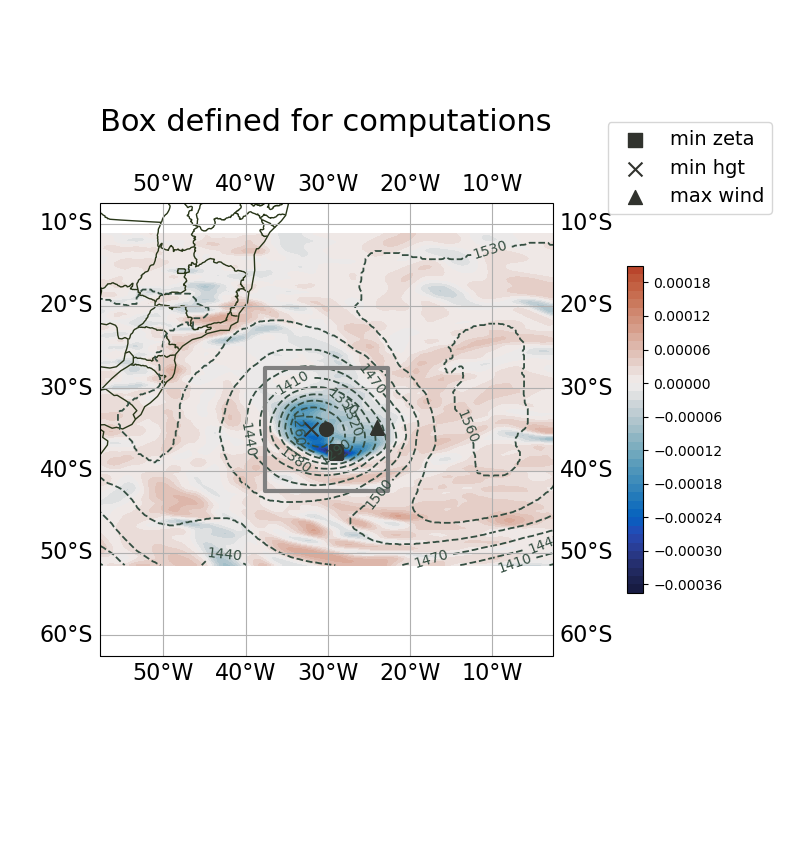 Box defined for computations
min zeta
min hgt
max wind
50°W 40°W 30°W 20°W 10°W
10°S 10°S
20°S 20°S
30°S 30°S
40°S 40°S
50°S 50°S
60°S 60°S
50°W 40°W 30°W 20°W 10°W
1530
1410
1470
1350
1440
1560
1380
1500
1440
1470
1410
0.00018
0.00012
0.00006
0.00000
−0.00006
−0.00012
−0.00018
−0.00024
−0.00030
−0.00036